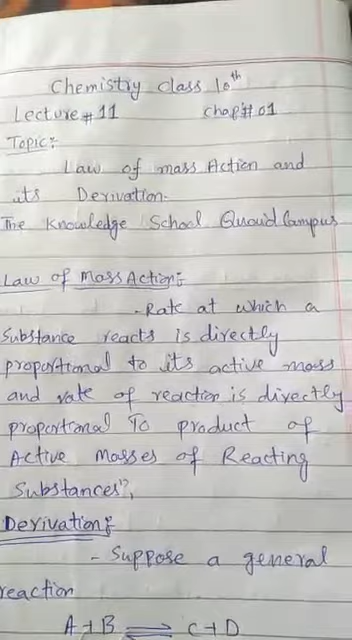 Chemistry class 10th
Lecture # 11 chap# 01
Topic:-
Law of mass Action and
its Derivation.
The Knowledge School Quaid Campus
Law of Mass Action:-
-Rate at which a
Substance reacts is directly
proportional to its active mass
and rate of reaction is directly
proportional To product of
Active Masses of Reacting
Substances",
Derivation:-
- Suppose a general
reaction
A+B ⇌ C+D